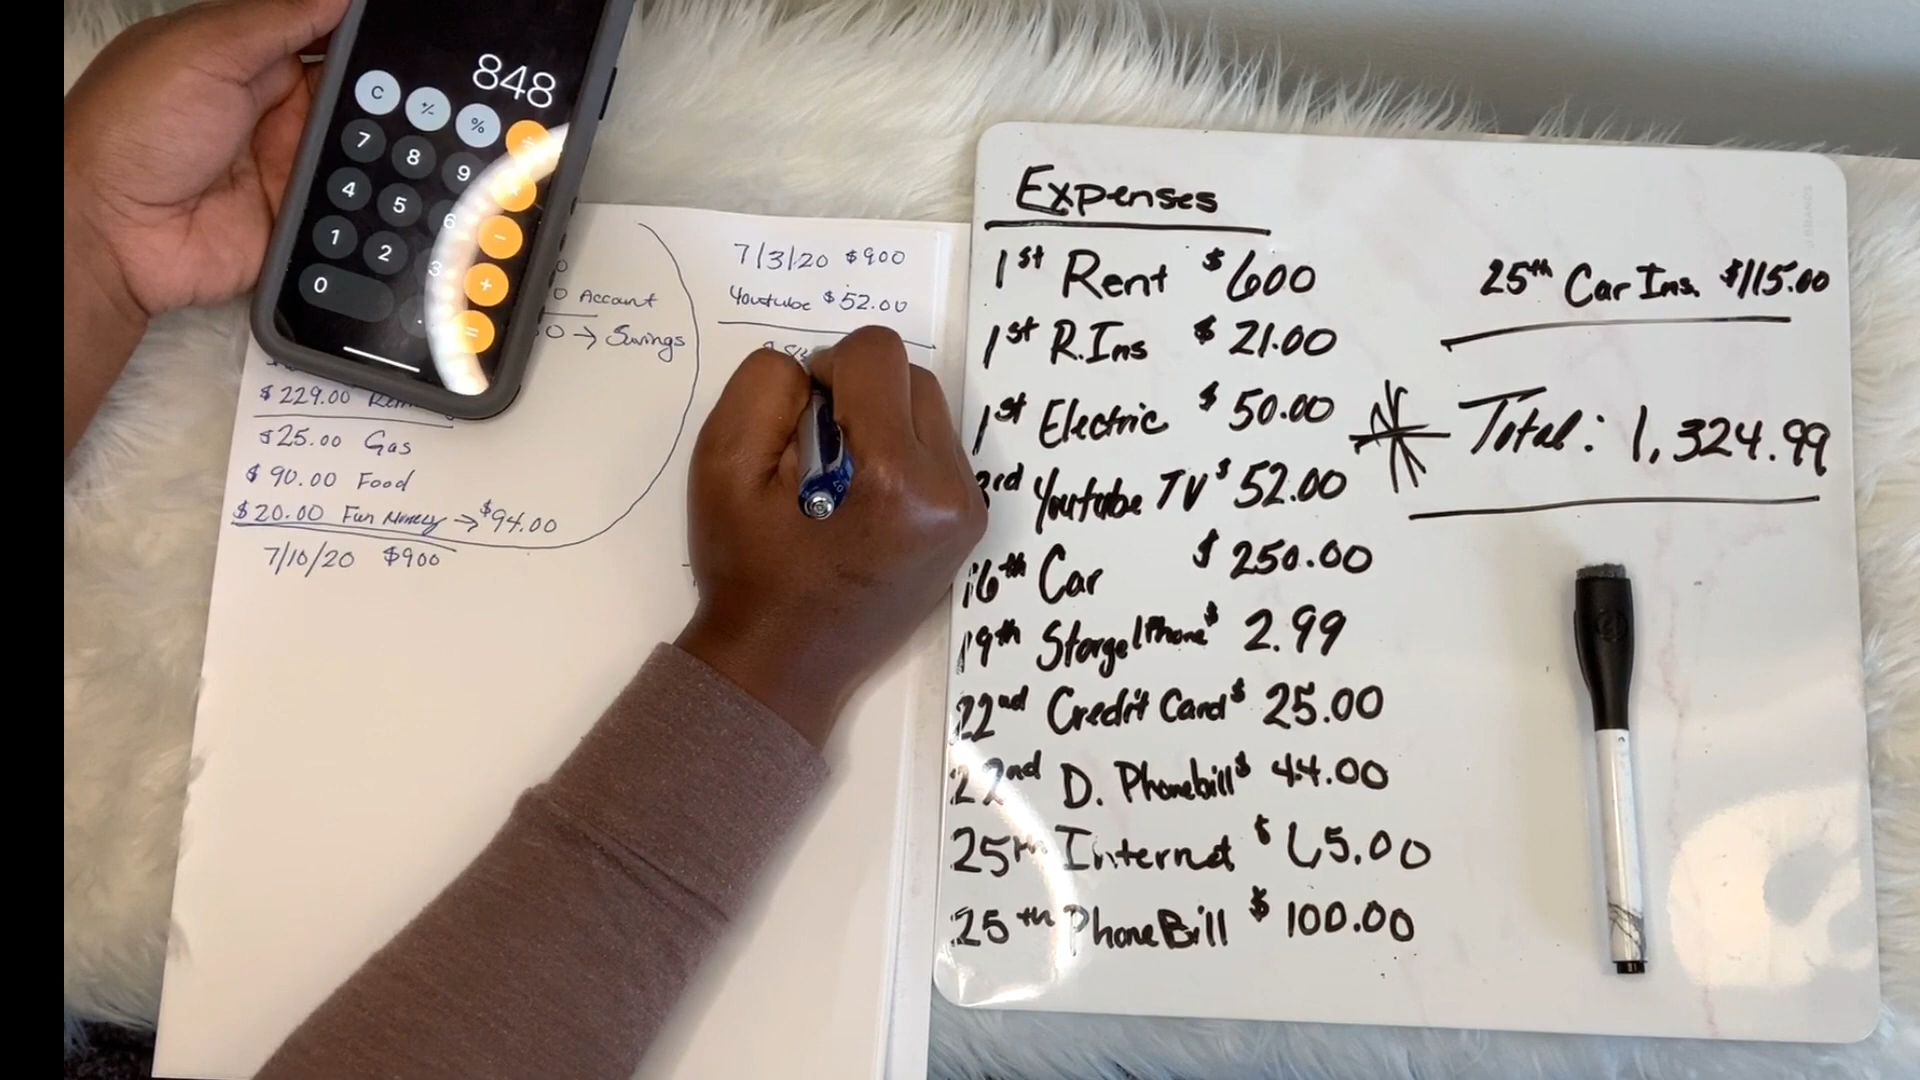 848
C +/- % ÷
7 8 9
4 5 6 −
1 2 3 +
0 . =
Account
0 → Savings
$229.00
$25.00 Gas
$90.00 Food
$20.00 Fun Money → $94.00
7/10/20 $900
7/3/20 $900
Youtube $52.00
Expenses
1st Rent $600
1st R.Ins $21.00
1st Electric $50.00
3rd Youtube TV $52.00
16th Car $250.00
19th Storge IPhone $2.99
22nd Credit Card $25.00
22nd D. Phonebill $44.00
25th Internet $65.00
25th Phone Bill $100.00
25th Car Ins. $115.00
Total: 1,324.99